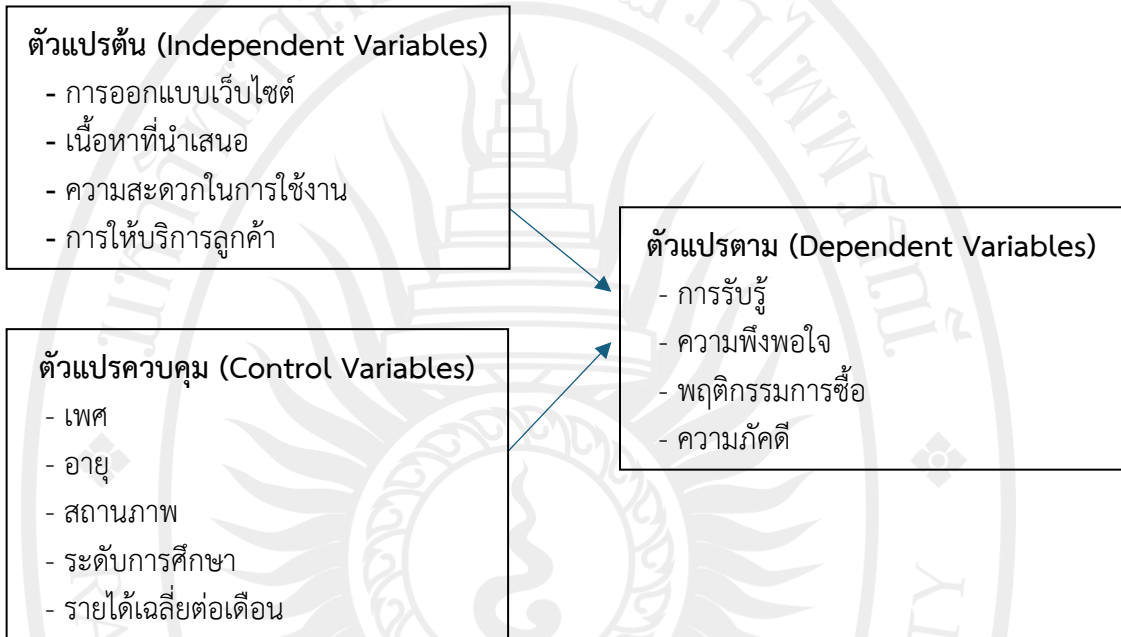 ตัวแปรต้น (Independent Variables)
- การออกแบบเว็บไซต์
- เนื้อหาที่นำเสนอ
- ความสะดวกในการใช้งาน
- การให้บริการลูกค้า
ตัวแปรตาม (Dependent Variables)
- การรับรู้
- ความพึงพอใจ
- พฤติกรรมการซื้อ
- ความภักดี
ตัวแปรควบคุม (Control Variables)
- เพศ
- อายุ
- สถานภาพ
- ระดับการศึกษา
- รายได้เฉลี่ยต่อเดือน